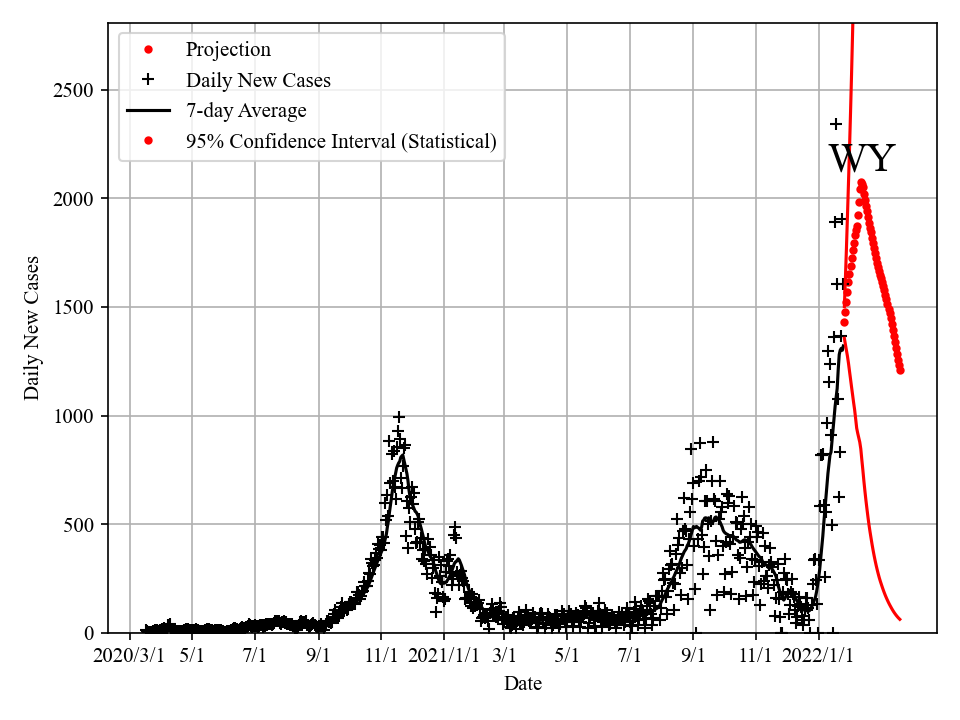 Projection
Daily New Cases
7-day Average
95% Confidence Interval (Statistical)
WY
Daily New Cases
2500
2000
1500
1000
500
0
2020/3/1 5/1 7/1 9/1 11/1 2021/1/1 3/1 5/1 7/1 9/1 11/1 2022/1/1
Date